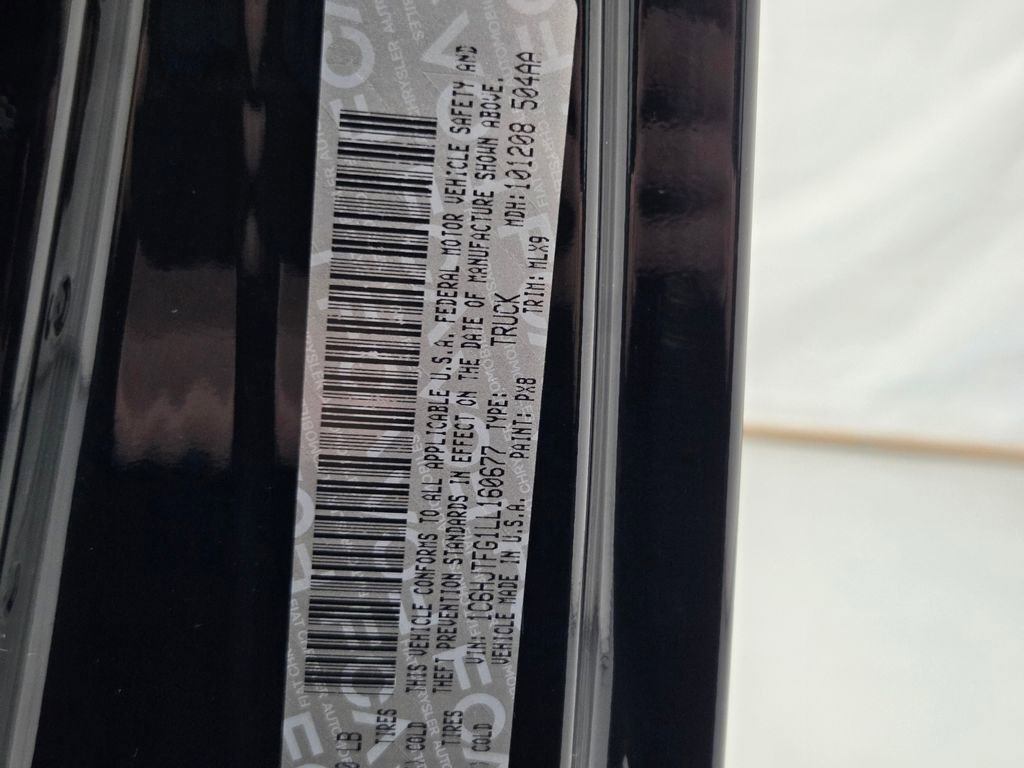 0 LB
TIRES
COLD
TIRES
COLD
THIS VEHICLE CONFORMS TO ALL APPLICABLE U.S.A. FEDERAL MOTOR VEHICLE SAFETY AND
THEFT PREVENTION STANDARDS IN EFFECT ON THE DATE OF MANUFACTURE SHOWN ABOVE.
VIN: 1C6HJTFG1LL160677 TYPE: TRUCK MDH:101208 504AA
VEHICLE MADE IN U.S.A. PAINT: PX8 TRIM: MLX9